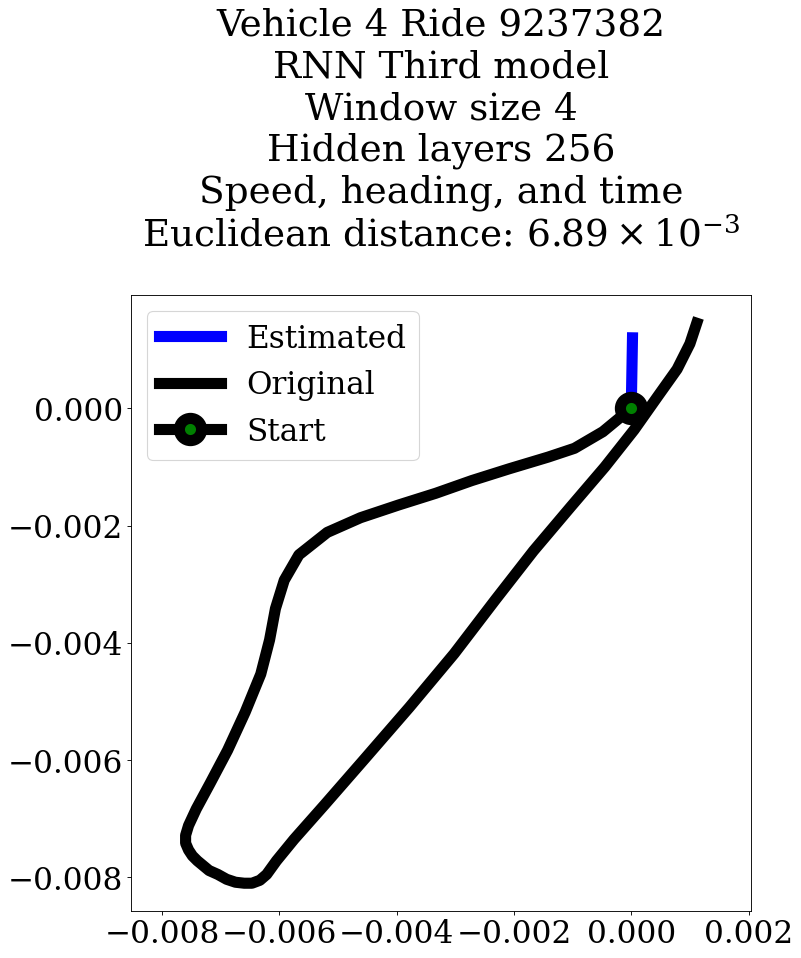 Vehicle 4 Ride 9237382
RNN Third model
Window size 4
Hidden layers 256
Speed, heading, and time
Euclidean distance: 6.89 × 10⁻³
Estimated
Original
Start
0.000
−0.002
−0.004
−0.006
−0.008
−0.008 −0.006 −0.004 −0.002 0.000 0.002